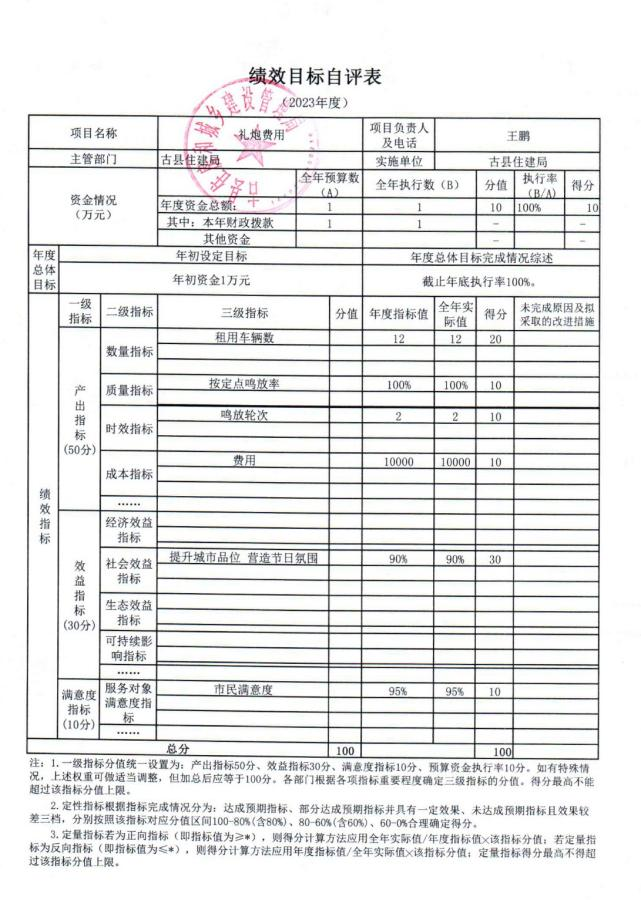 绩效目标自评表
（2023年度）
项目名称 礼炮费用 项目负责人及电话 王鹏
主管部门 古县住建局 实施单位 古县住建局
资金情况（万元） 全年预算数（A） 全年执行数（B） 分值 执行率（B/A） 得分
年度资金总额： 1 1 10 100% 10
其中：本年财政拨款 1 1 - -
其他资金 - -
年度总体目标 年初设定目标 年度总体目标完成情况综述
年初资金1万元 截止年底执行率100%。
绩效指标 一级指标 二级指标 三级指标 分值 年度指标值 全年实际值 得分 未完成原因及拟采取的改进措施
产出指标(50分) 数量指标 租用车辆数 12 12 20
质量指标 按定点鸣放率 100% 100% 10
时效指标 鸣放轮次 2 2 10
成本指标 费用 10000 10000 10
……
效益指标(30分) 经济效益指标
社会效益指标 提升城市品位 营造节日氛围 90% 90% 30
生态效益指标
可持续影响指标
……
满意度指标(10分) 服务对象满意度指标 市民满意度 95% 95% 10
……
总分 100 100
注：1.一级指标分值统一设置为：产出指标50分、效益指标30分、满意度指标10分、预算资金执行率10分。如有特殊情
况，上述权重可做适当调整，但加总后应等于100分。各部门根据各项指标重要程度确定三级指标的分值。得分最高不能
超过该指标分值上限。
2.定性指标根据指标完成情况分为：达成预期指标、部分达成预期指标并具有一定效果、未达成预期指标且效果较
差三档，分别按照该指标对应分值区间100-80%(含80%)、80-60%(含60%)、60-0%合理确定得分。
3.定量指标若为正向指标（即指标值为≥*），则得分计算方法应用全年实际值/年度指标值×该指标分值；若定量指
标为反向指标（即指标值为≤*），则得分计算方法应用年度指标值/全年实际值×该指标分值；定量指标得分最高不得超
过该指标分值上限。